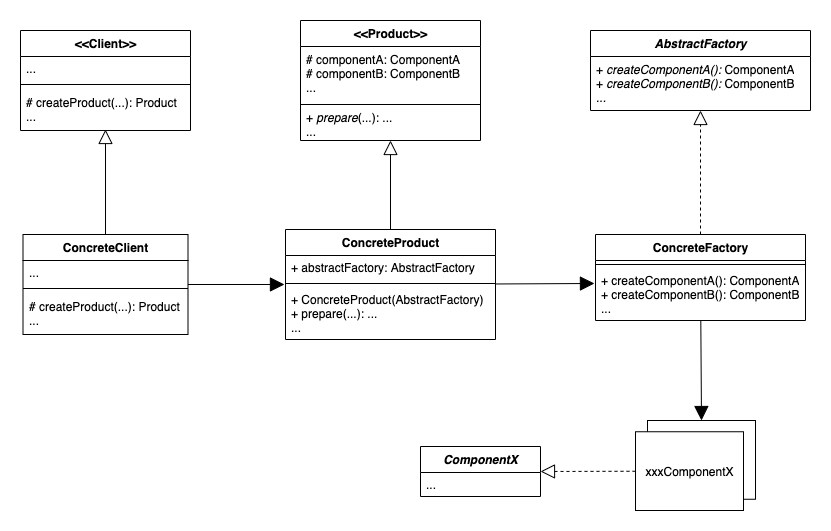 <<Client>>
...
# createProduct(...): Product
...
<<Product>>
# componentA: ComponentA
# componentB: ComponentB
...
+ prepare(...): ...
...
AbstractFactory
+ createComponentA(): ComponentA
+ createComponentB(): ComponentB
...
ConcreteClient
...
# createProduct(...): Product
...
ConcreteProduct
+ abstractFactory: AbstractFactory
+ ConcreteProduct(AbstractFactory)
+ prepare(...): ...
...
ConcreteFactory
+ createComponentA(): ComponentA
+ createComponentB(): ComponentB
...
ComponentX
...
xxxComponentX